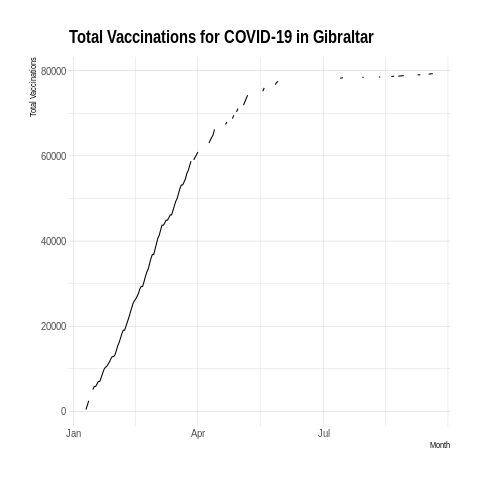 Total Vaccinations for COVID-19 in Gibraltar
Total Vaccinations
80000
60000
40000
20000
0
Jan Apr Jul
Month